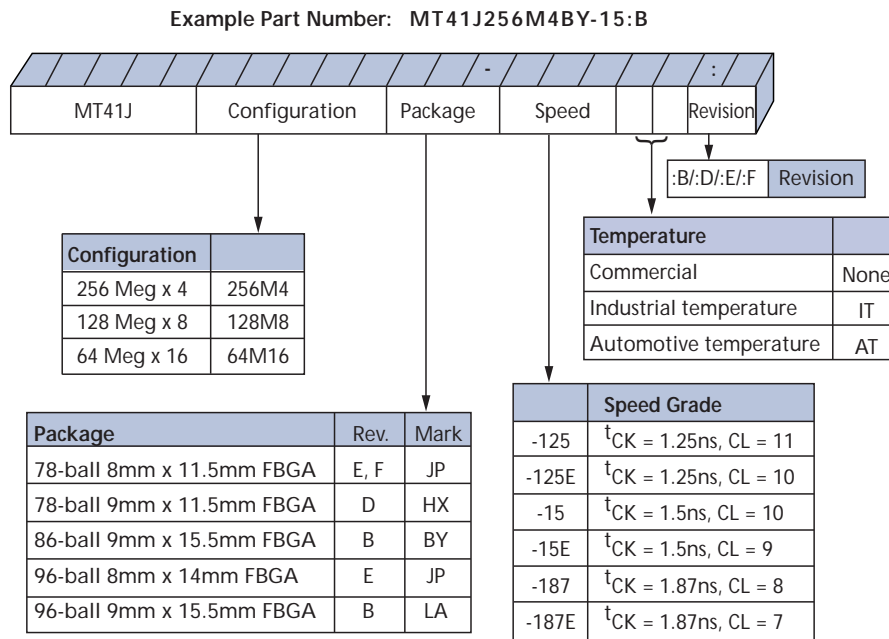 Example Part Number: MT41J256M4BY-15:B
- :
MT41J Configuration Package Speed Revision
:B/:D/:E/:F Revision
Configuration
256 Meg x 4 256M4
128 Meg x 8 128M8
64 Meg x 16 64M16
Temperature
Commercial None
Industrial temperature IT
Automotive temperature AT
Package Rev. Mark
78-ball 8mm x 11.5mm FBGA E, F JP
78-ball 9mm x 11.5mm FBGA D HX
86-ball 9mm x 15.5mm FBGA B BY
96-ball 8mm x 14mm FBGA E JP
96-ball 9mm x 15.5mm FBGA B LA
Speed Grade
-125 tCK = 1.25ns, CL = 11
-125E tCK = 1.25ns, CL = 10
-15 tCK = 1.5ns, CL = 10
-15E tCK = 1.5ns, CL = 9
-187 tCK = 1.87ns, CL = 8
-187E tCK = 1.87ns, CL = 7